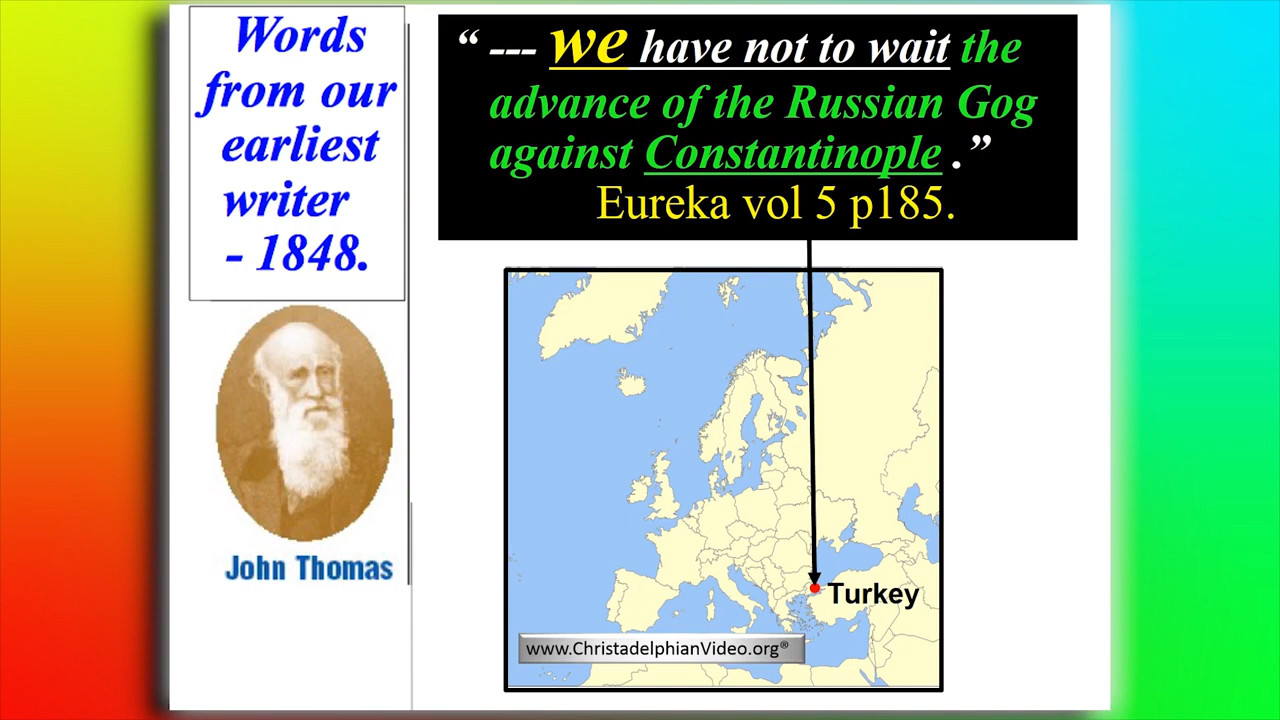 Words
from our
earliest
writer
- 1848.
John Thomas
“ --- we have not to wait the
advance of the Russian Gog
against Constantinople .”
Eureka vol 5 p185.
Turkey
www.ChristadelphianVideo.org®